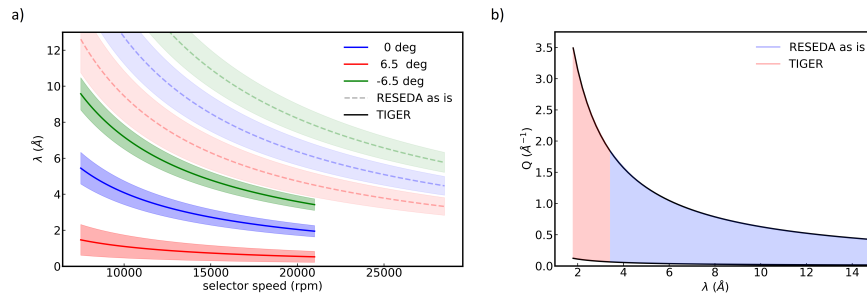 a)
12
10
8
6
4
2
0
λ (Å)
10000
15000
20000
25000
selector speed (rpm)
0 deg
6.5 deg
-6.5 deg
RESEDA as is
TIGER
b)
3.5
3.0
2.5
2.0
1.5
1.0
0.5
0.0
Q (Å⁻¹)
2
4
6
8
10
12
14
λ (Å)
RESEDA as is
TIGER